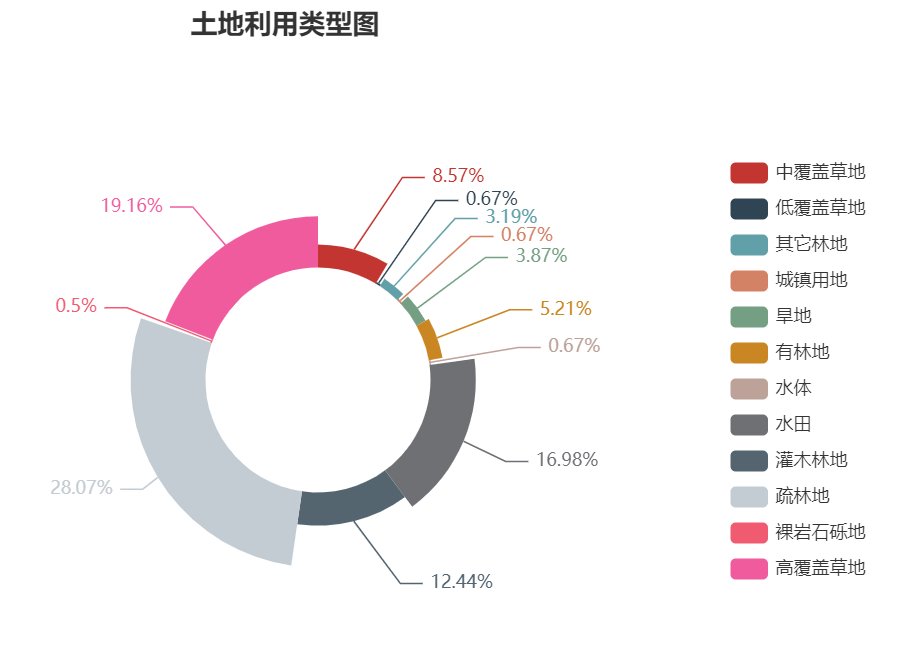 土地利用类型图
8.57%
0.67%
3.19%
0.67%
3.87%
5.21%
0.67%
16.98%
12.44%
28.07%
0.5%
19.16%
中覆盖草地
低覆盖草地
其它林地
城镇用地
旱地
有林地
水体
水田
灌木林地
疏林地
裸岩石砾地
高覆盖草地